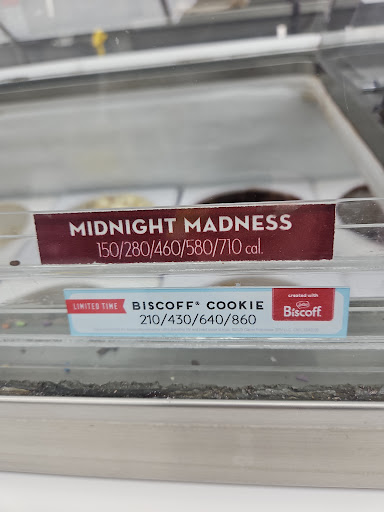 MIDNIGHT MADNESS
150/280/460/580/710 cal.
LIMITED TIME
BISCOFF® COOKIE
210/430/640/860
created with
Lotus
Biscoff